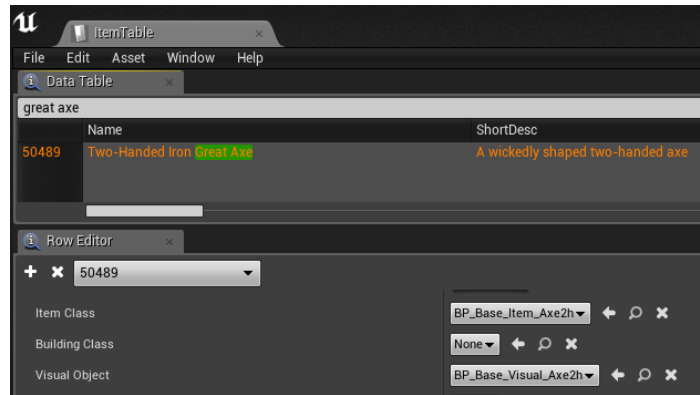 ItemTable
File Edit Asset Window Help
Data Table
great axe
Name ShortDesc
50489 Two-Handed Iron Great Axe A wickedly shaped two-handed axe
Row Editor
50489
Item Class BP_Base_Item_Axe2h
Building Class None
Visual Object BP_Base_Visual_Axe2h